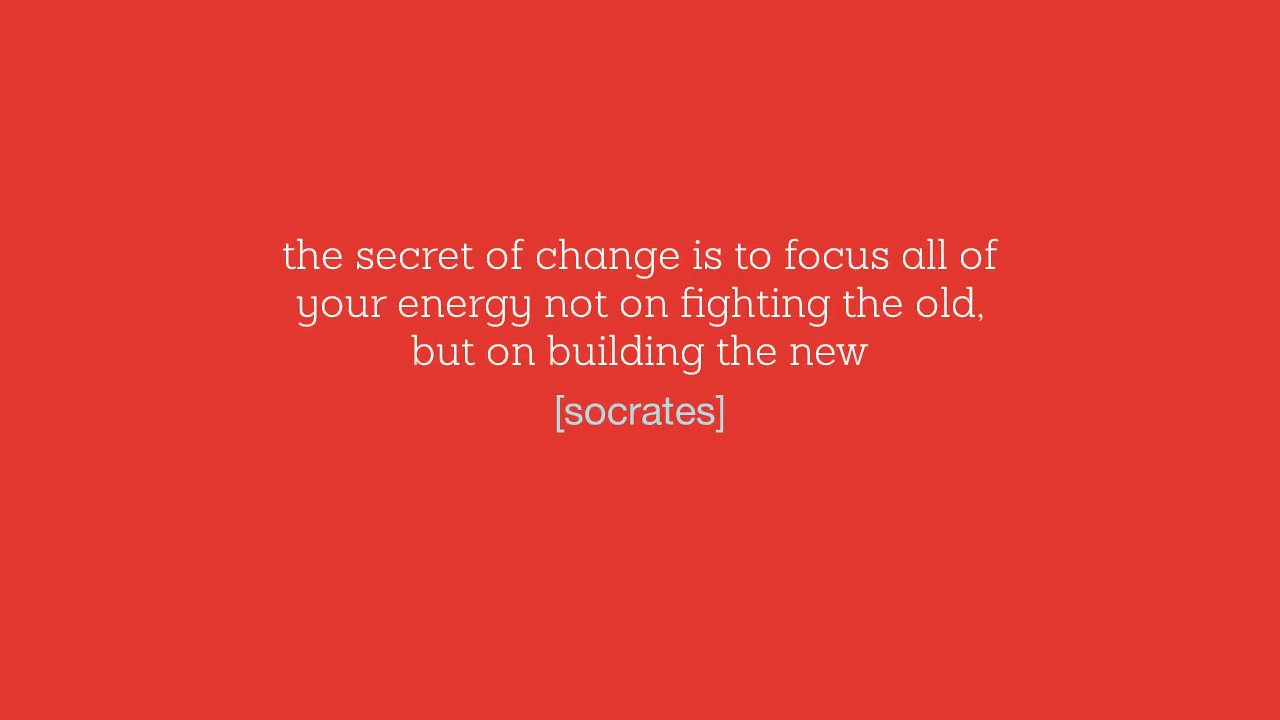 the secret of change is to focus all of
your energy not on fighting the old,
but on building the new
[socrates]